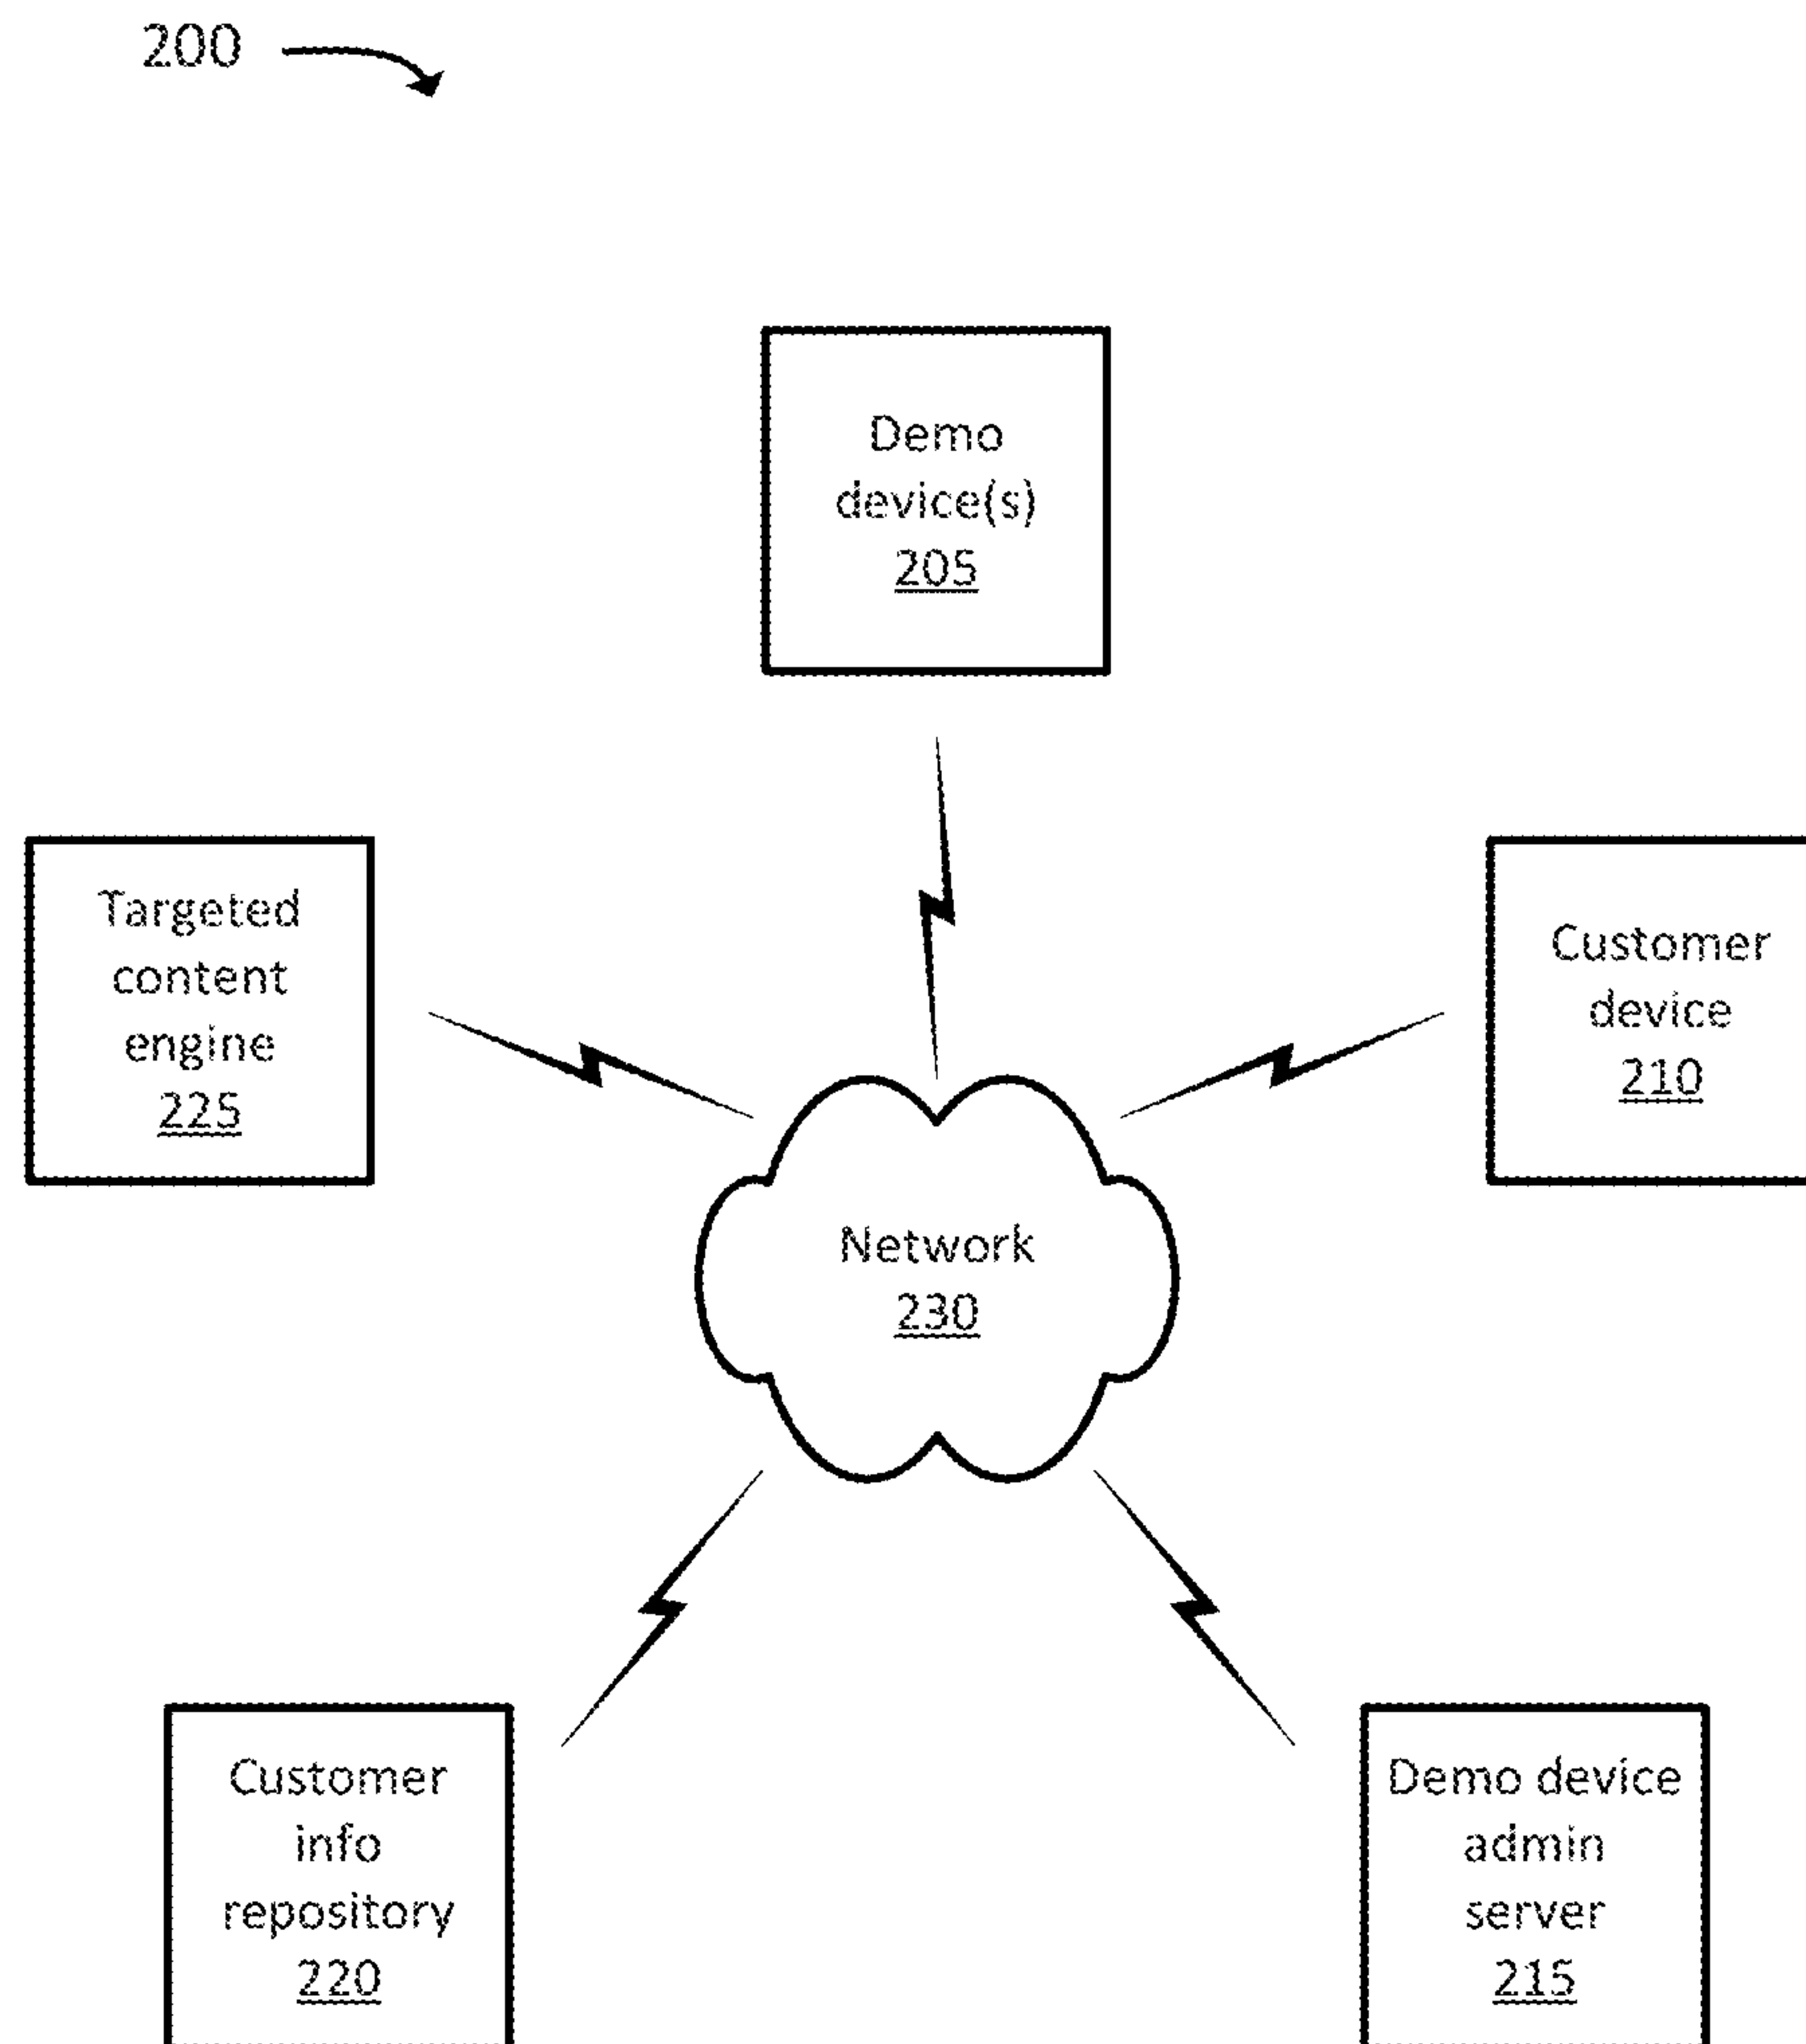 200
Demo
device(s)
205
Targeted
content
engine
225
Customer
device
210
Network
230
Customer
info
repository
220
Demo device
admin
server
215